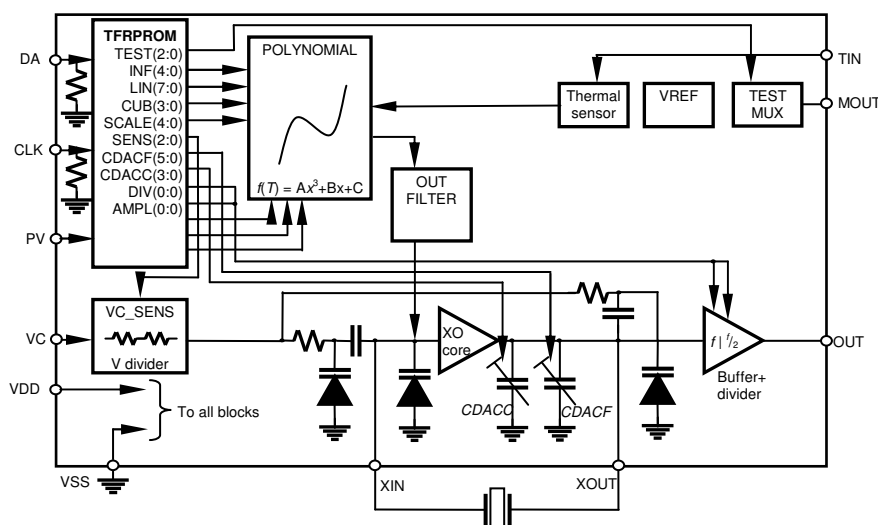 TFRPROM
TEST(2:0)
INF(4:0)
LIN(7:0)
CUB(3:0)
SCALE(4:0)
SENS(2:0)
CDACF(5:0)
CDACC(3:0)
DIV(0:0)
AMPL(0:0)
DA
CLK
PV
VC
VDD
VSS
POLYNOMIAL
f(T) = Ax³+Bx+C
OUT
FILTER
Thermal
sensor
VREF
TEST
MUX
TIN
MOUT
VC_SENS
V divider
To all blocks
XO
core
CDACC
CDACF
f | f/2
Buffer+
divider
OUT
XIN
XOUT